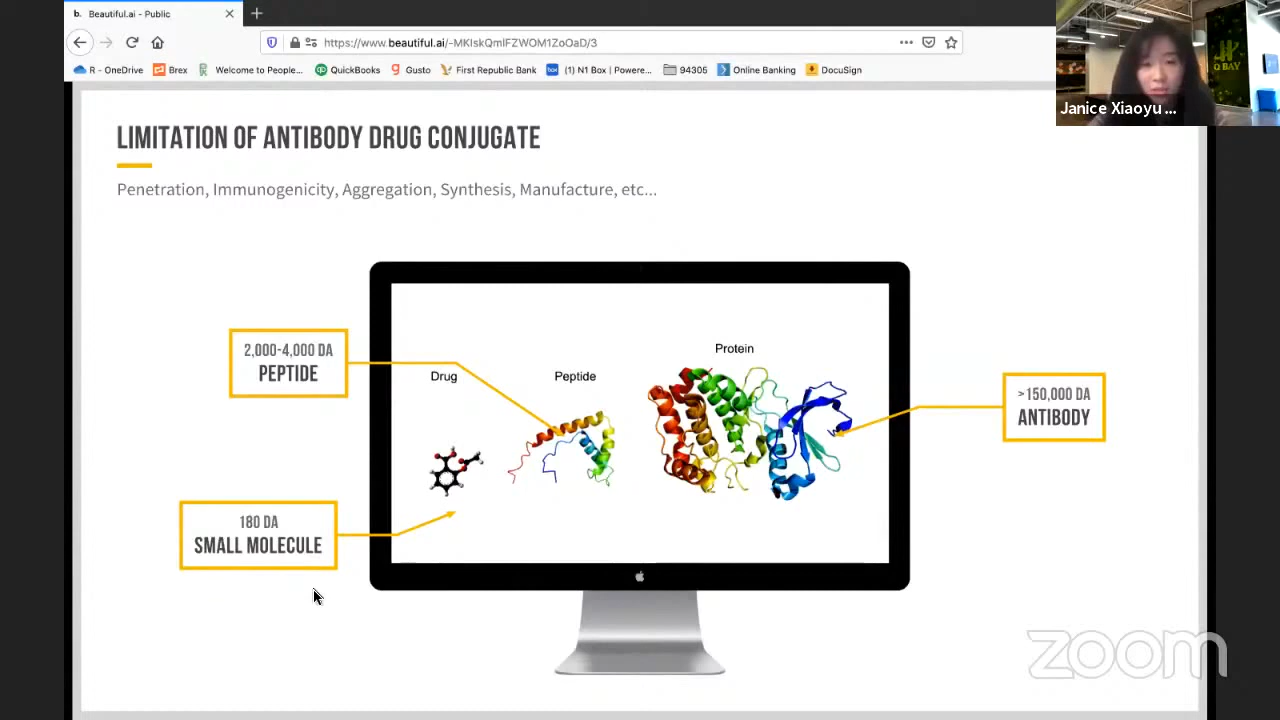 b. Beautiful.ai - Public
https://www.beautiful.ai/-MKIskQmIFZWOM1ZoOaD/3
R - OneDrive Brex Welcome to People... QuickBooks Gusto First Republic Bank (1) N1 Box | Powere... 94305 Online Banking DocuSign
Janice Xiaoyu ...
LIMITATION OF ANTIBODY DRUG CONJUGATE
Penetration, Immunogenicity, Aggregation, Synthesis, Manufacture, etc...
2,000-4,000 DA
PEPTIDE
Drug
Peptide
Protein
>150,000 DA
ANTIBODY
180 DA
SMALL MOLECULE
zoom